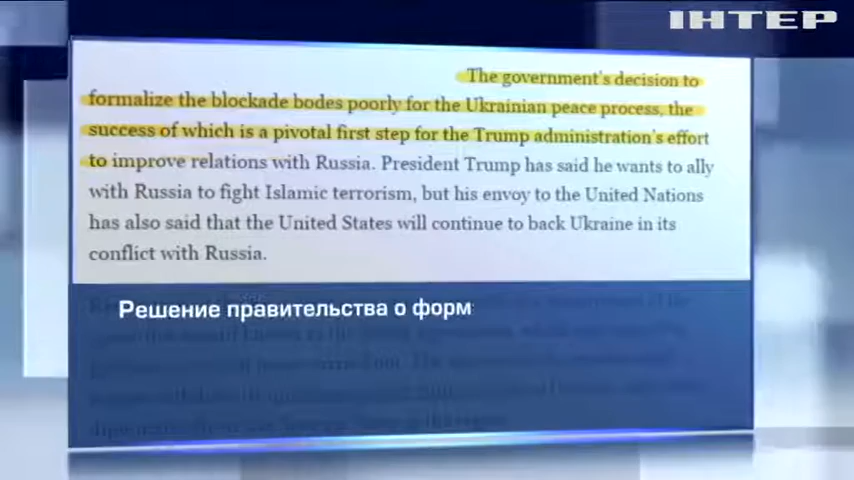 ІНТЕР
The government's decision to
formalize the blockade bodes poorly for the Ukrainian peace process, the
success of which is a pivotal first step for the Trump administration's effort
to improve relations with Russia. President Trump has said he wants to ally
with Russia to fight Islamic terrorism, but his envoy to the United Nations
has also said that the United States will continue to back Ukraine in its
conflict with Russia.
Решение правительства о форм